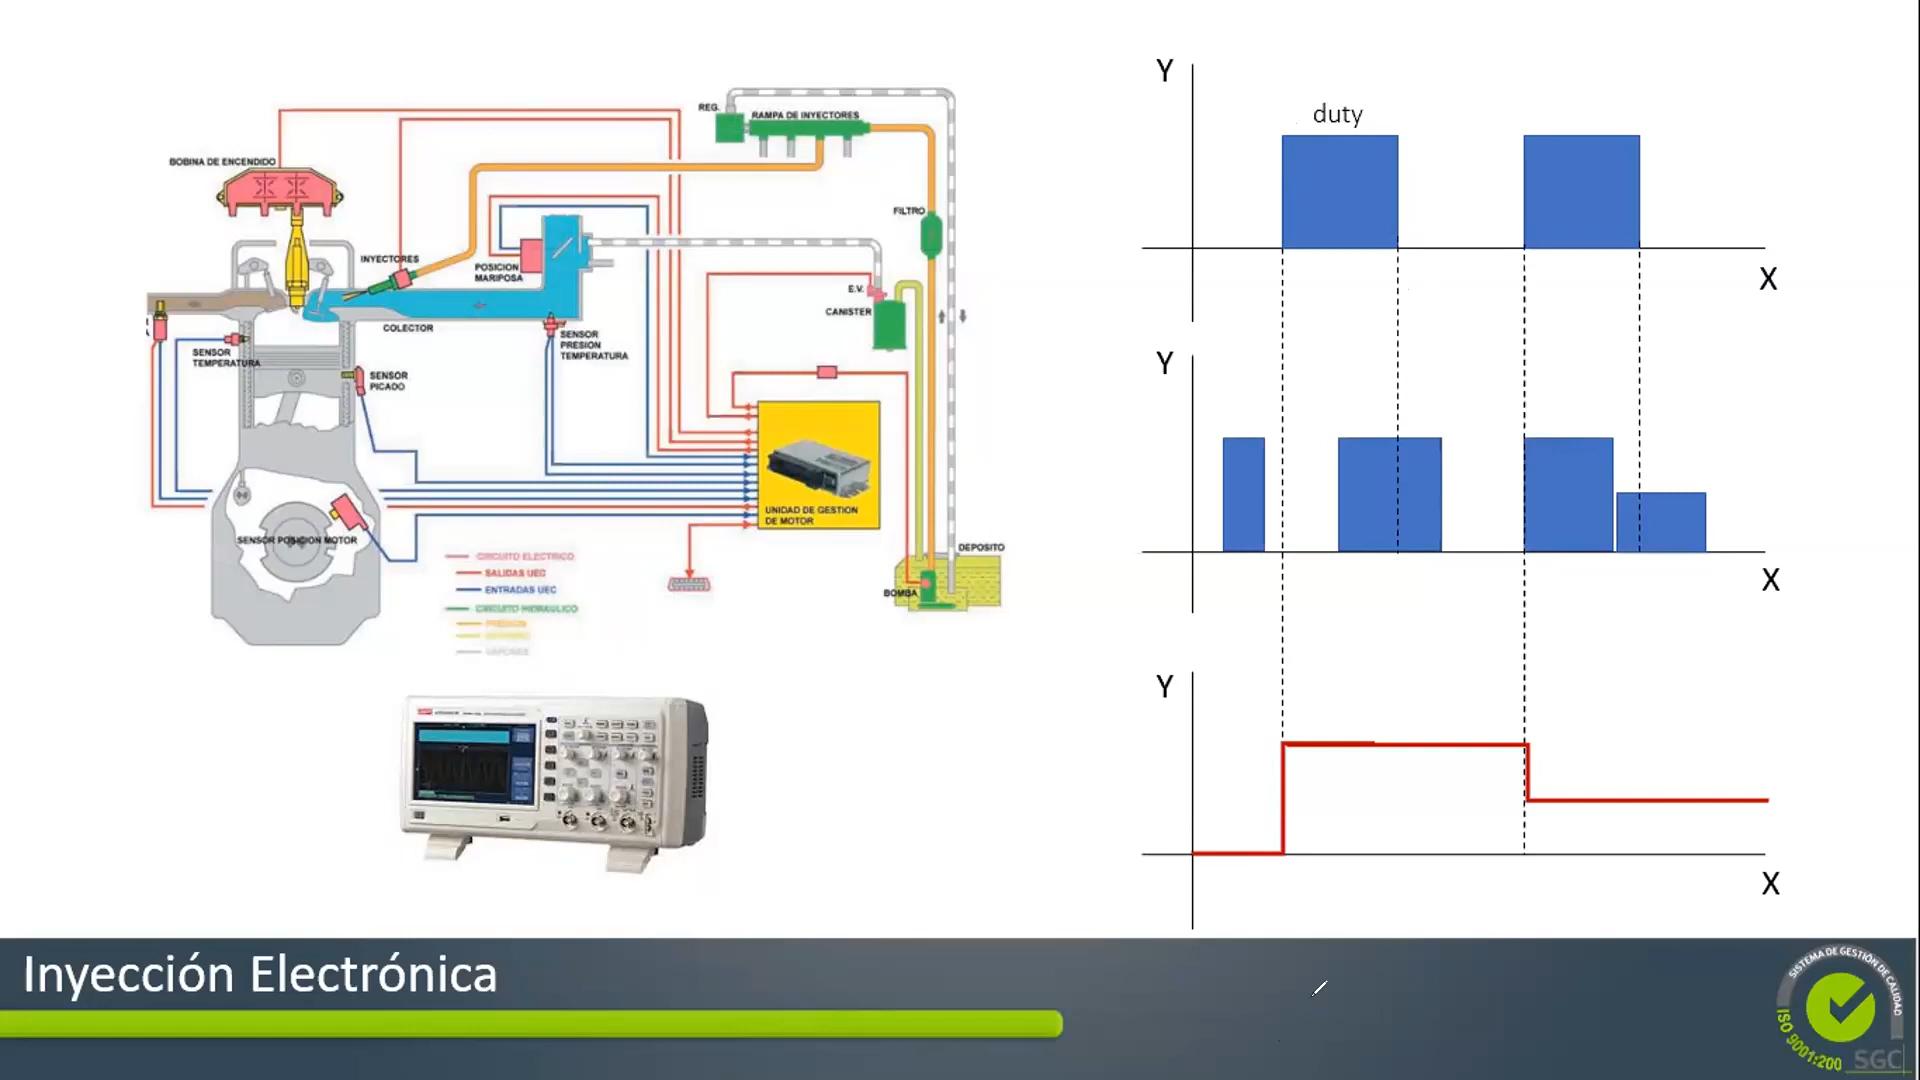 Y
duty
X
Y
X
Y
X
REG.
RAMPA DE INYECTORES
BOBINA DE ENCENDIDO
FILTRO
INYECTORES
POSICION
MARIPOSA
E.V.
CANISTER
COLECTOR
SENSOR
PRESION
TEMPERATURA
SENSOR
TEMPERATURA
SENSOR
PICADO
UNIDAD DE GESTION
DE MOTOR
SENSOR POSICION MOTOR
DEPOSITO
BOMBA
CIRCUITO ELECTRICO
SALIDAS UEC
ENTRADAS UEC
CIRCUITO HIDRAULICO
PRESION
VAPORES
Inyección Electrónica
SISTEMA DE GESTIÓN DE CALIDAD
ISO 9001:200
SGC